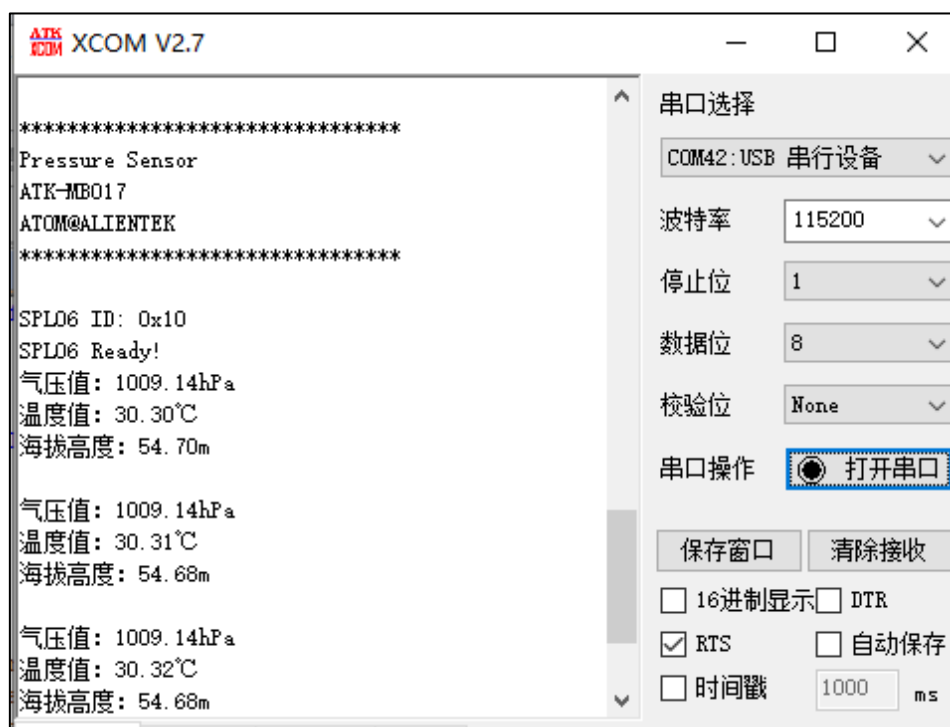 ATK XCOM XCOM V2.7
********************************
Pressure Sensor
ATK-MB017
ATOM@ALIENTEK
********************************
SPL06 ID: 0x10
SPL06 Ready!
气压值: 1009.14hPa
温度值: 30.30℃
海拔高度: 54.70m
气压值: 1009.14hPa
温度值: 30.31℃
海拔高度: 54.68m
气压值: 1009.14hPa
温度值: 30.32℃
海拔高度: 54.68m
串口选择
COM42:USB 串行设备
波特率 115200
停止位 1
数据位 8
校验位 None
串口操作 打开串口
保存窗口 清除接收
16进制显示 DTR
RTS 自动保存
时间戳 1000 ms